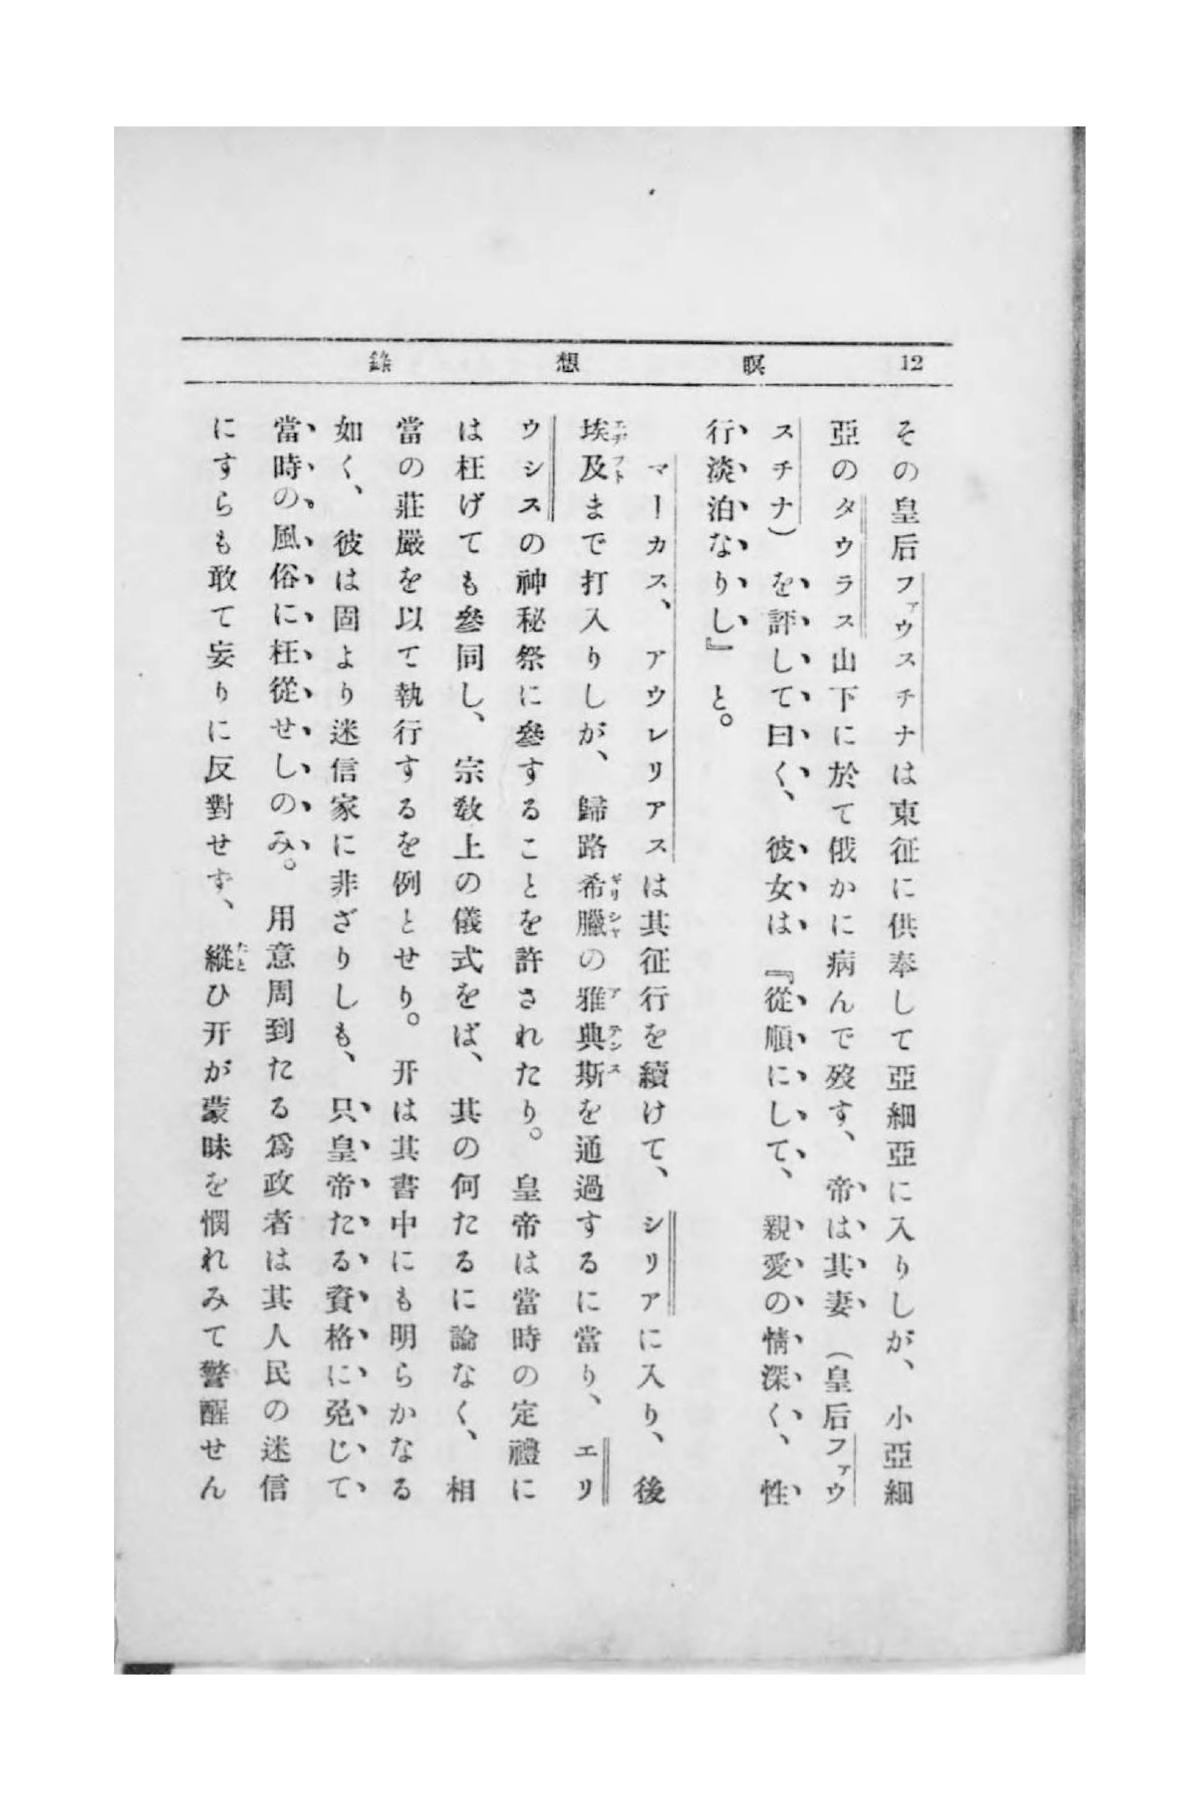 12 瞑想錄
その皇后ファウスチナは東征に供奉して亞細亞に入りしが、小亞細
亞のタウラス山下に於て俄かに病んで歿す、帝は其妻（皇后ファウ
スチナ）を評して曰く、彼女は『從順にして、親愛の情深く、性
行淡泊なりし』と。
マーカス、アウレリアスは其征行を續けて、シリアに入り、後
埃及まで打入りしが、歸路希臘の雅典斯を通過するに當り、エリ
ウシスの神秘祭に參することを許されたり。皇帝は當時の定禮に
は枉げても參同し、宗敎上の儀式をば、其の何たるに論なく、相
當の莊嚴を以て執行するを例とせり。开は其書中にも明らかなる
如く、彼は固より迷信家に非ざりしも、只皇帝たる資格に免じて
當時の風俗に枉從せしのみ。用意周到たる爲政者は其人民の迷信
にすらも敢て妄りに反對せず、縱ひ开が蒙昧を憫れみて警醒せん